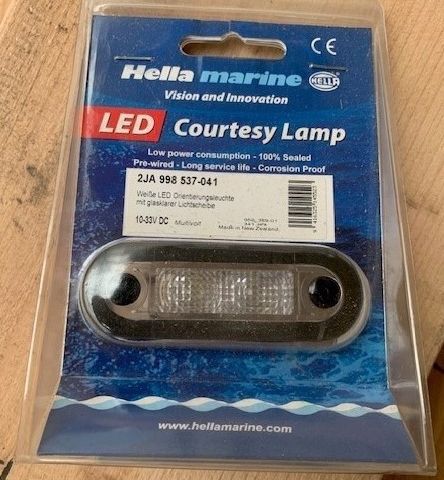 CE
Hella marine
HELLA
Vision and Innovation
LED Courtesy Lamp
Low power consumption - 100% Sealed
Pre-wired - Long service life - Corrosion Proof
2JA 998 537-041
Weiße LED Orientierungsleuchte
mit glasklarer Lichtscheibe
10-33V DC Multivolt
Made in New Zealand
www.hellamarine.com